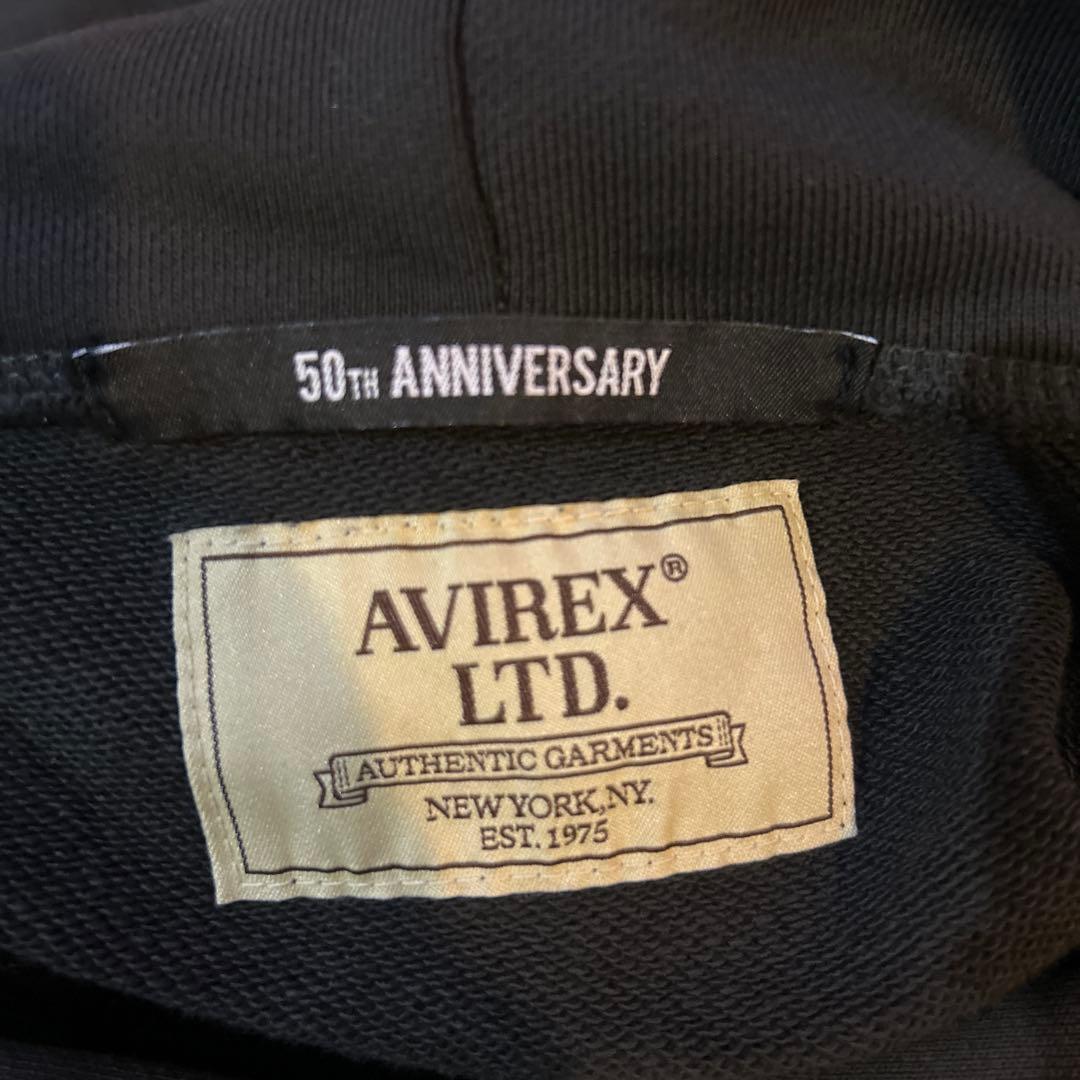 50TH ANNIVERSARY
AVIREX®
LTD.
AUTHENTIC GARMENTS
NEW YORK,NY.
EST. 1975